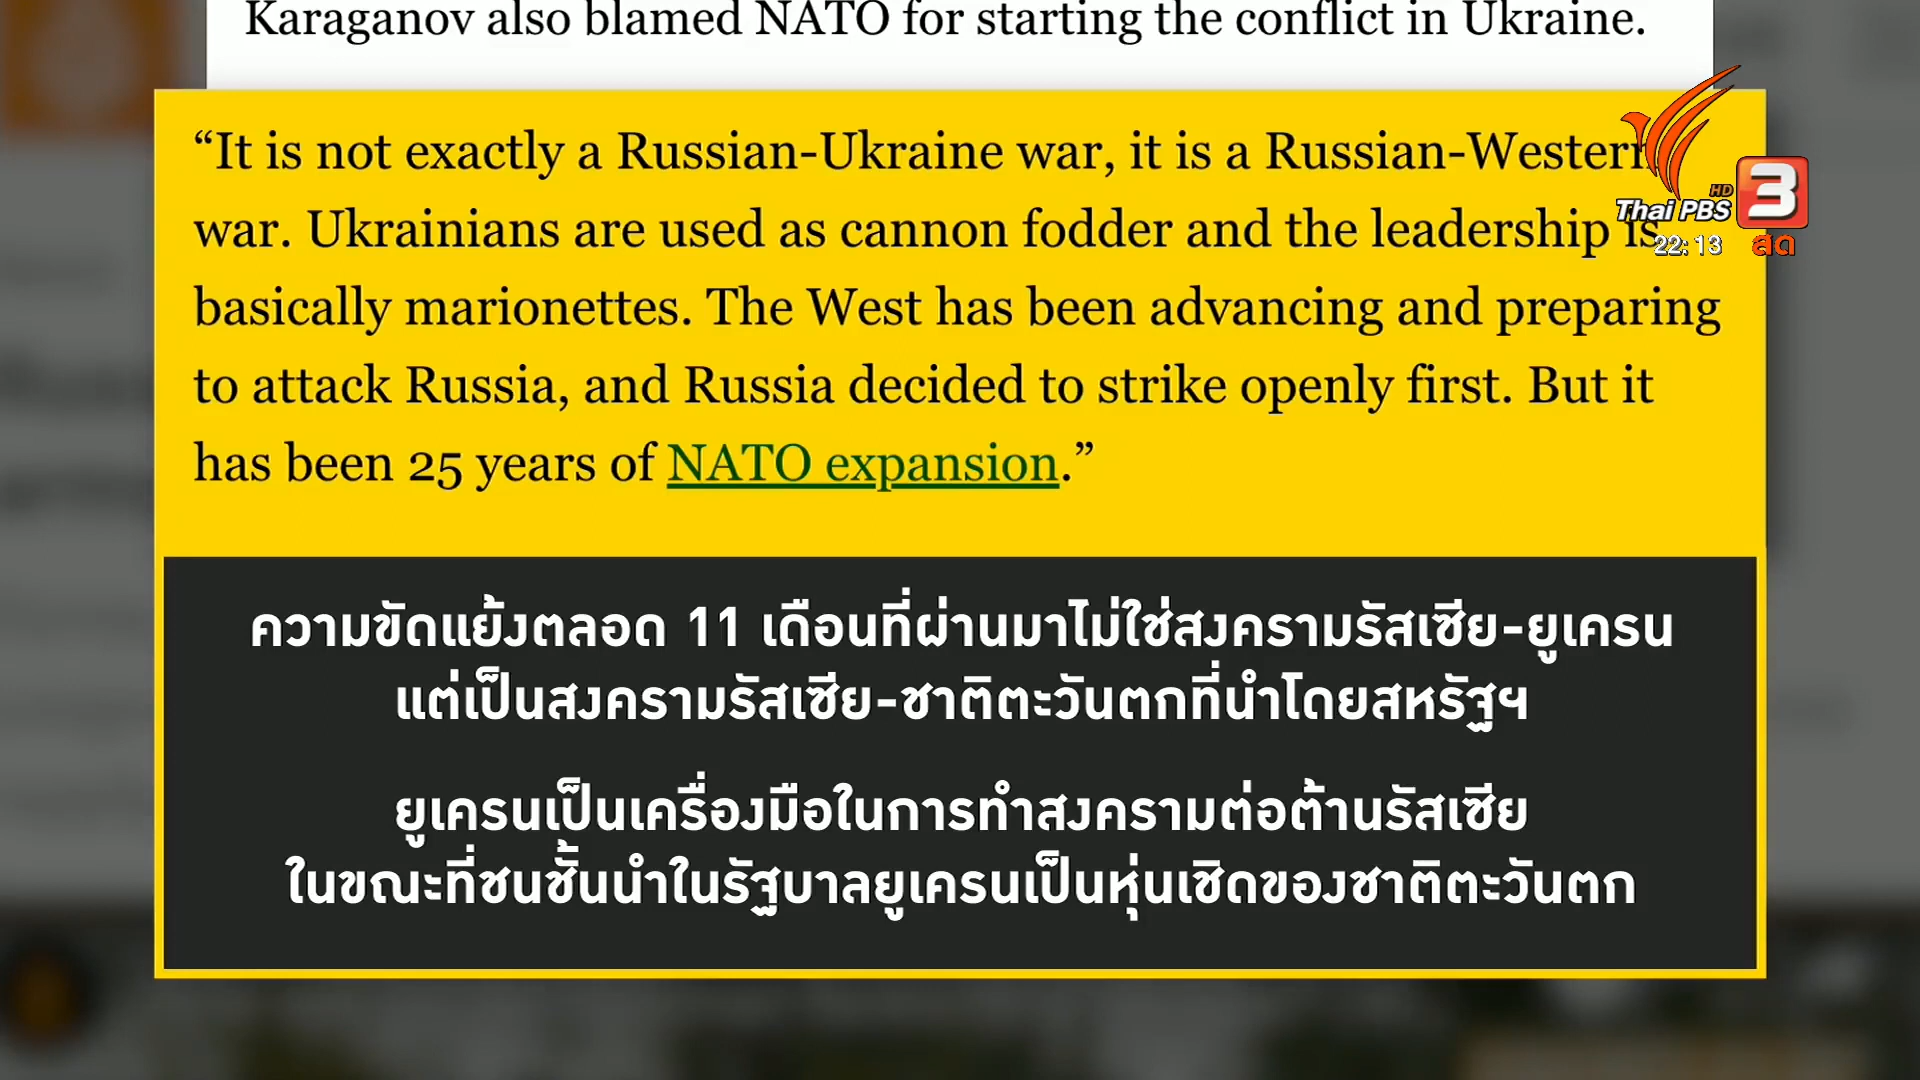 Karaganov also blamed NATO for starting the conflict in Ukraine.
“It is not exactly a Russian-Ukraine war, it is a Russian-Western
war. Ukrainians are used as cannon fodder and the leadership is
basically marionettes. The West has been advancing and preparing
to attack Russia, and Russia decided to strike openly first. But it
has been 25 years of NATO expansion.”
HD
Thai PBS 3
22:13 สด
ความขัดแย้งตลอด 11 เดือนที่ผ่านมาไม่ใช่สงครามรัสเซีย-ยูเครน
แต่เป็นสงครามรัสเซีย-ชาติตะวันตกที่นำโดยสหรัฐฯ
ยูเครนเป็นเครื่องมือในการทำสงครามต่อต้านรัสเซีย
ในขณะที่ชนชั้นนำในรัฐบาลยูเครนเป็นหุ่นเชิดของชาติตะวันตก